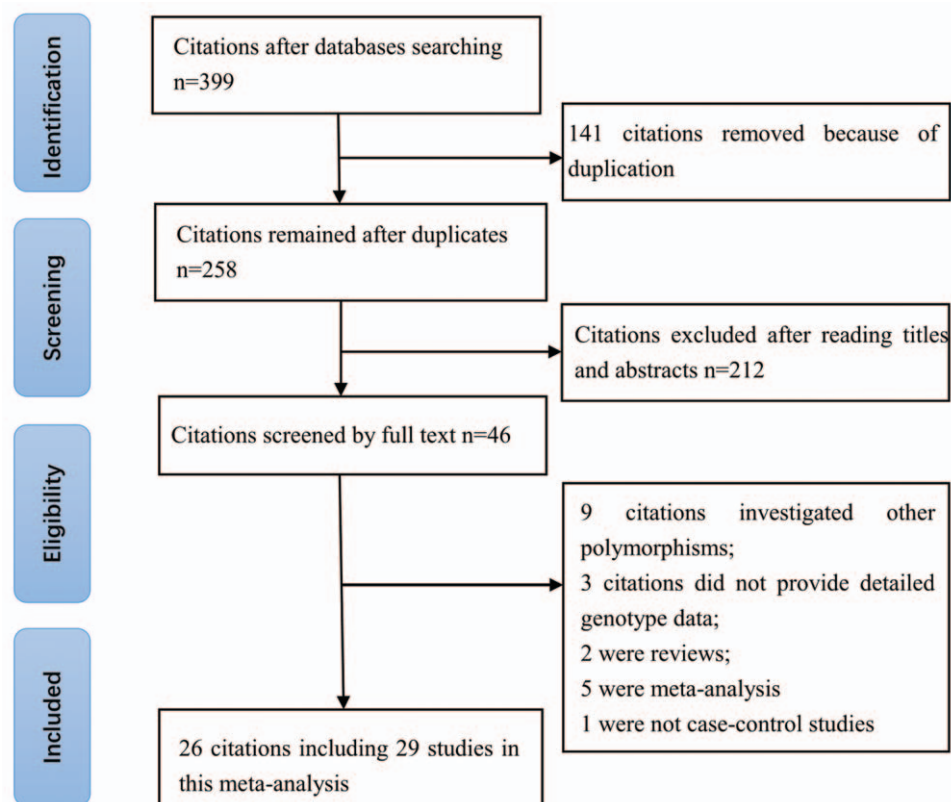 Identification
Citations after databases searching
n=399
141 citations removed because of
duplication
Screening
Citations remained after duplicates
n=258
Citations excluded after reading titles
and abstracts n=212
Eligibility
Citations screened by full text n=46
9 citations investigated other
polymorphisms;
3 citations did not provide detailed
genotype data;
2 were reviews;
5 were meta-analysis
1 were not case-control studies
Included
26 citations including 29 studies in
this meta-analysis